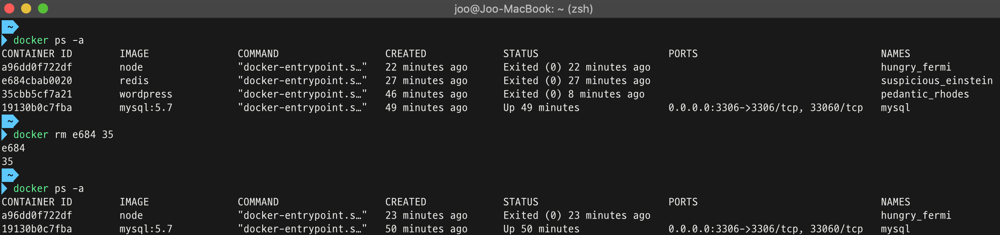 joo@Joo-MacBook: ~ (zsh)
~
docker ps -a
CONTAINER ID IMAGE COMMAND CREATED STATUS PORTS NAMES
a96dd0f722df node "docker-entrypoint.s…" 22 minutes ago Exited (0) 22 minutes ago hungry_fermi
e684cbab0020 redis "docker-entrypoint.s…" 27 minutes ago Exited (0) 27 minutes ago suspicious_einstein
35cbb5cf7a21 wordpress "docker-entrypoint.s…" 46 minutes ago Exited (0) 8 minutes ago pedantic_rhodes
19130b0c7fba mysql:5.7 "docker-entrypoint.s…" 49 minutes ago Up 49 minutes 0.0.0.0:3306->3306/tcp, 33060/tcp mysql
~
docker rm e684 35
e684
35
~
docker ps -a
CONTAINER ID IMAGE COMMAND CREATED STATUS PORTS NAMES
a96dd0f722df node "docker-entrypoint.s…" 23 minutes ago Exited (0) 23 minutes ago hungry_fermi
19130b0c7fba mysql:5.7 "docker-entrypoint.s…" 50 minutes ago Up 50 minutes 0.0.0.0:3306->3306/tcp, 33060/tcp mysql